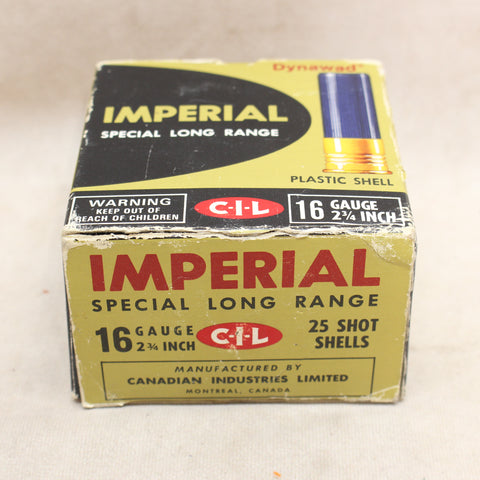 Dynawad*
IMPERIAL
SPECIAL LONG RANGE
PLASTIC SHELL
WARNING
KEEP OUT OF
REACH OF CHILDREN
C-I-L
16 GAUGE
2¾ INCH
IMPERIAL
SPECIAL LONG RANGE
16 GAUGE
2¾ INCH
C-I-L
25 SHOT
SHELLS
MANUFACTURED BY
CANADIAN INDUSTRIES LIMITED
MONTREAL, CANADA